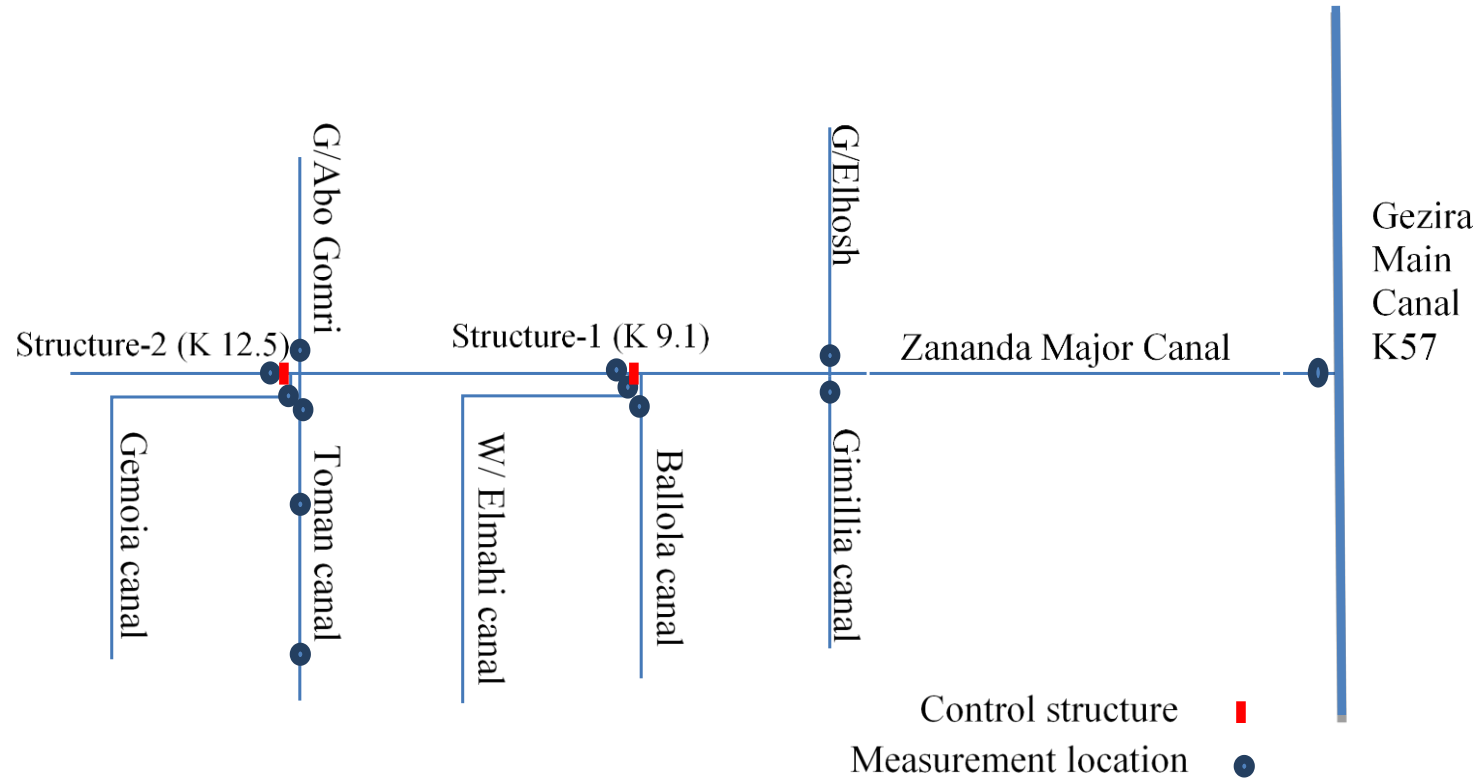 G/Abo Gomri
G/Elhosh
Gezira
Main
Canal
K57
Structure-2 (K 12.5)
Structure-1 (K 9.1)
Zananda Major Canal
Gemoia canal
Toman canal
W/ Elmahi canal
Ballola canal
Gimillia canal
Control structure
Measurement location